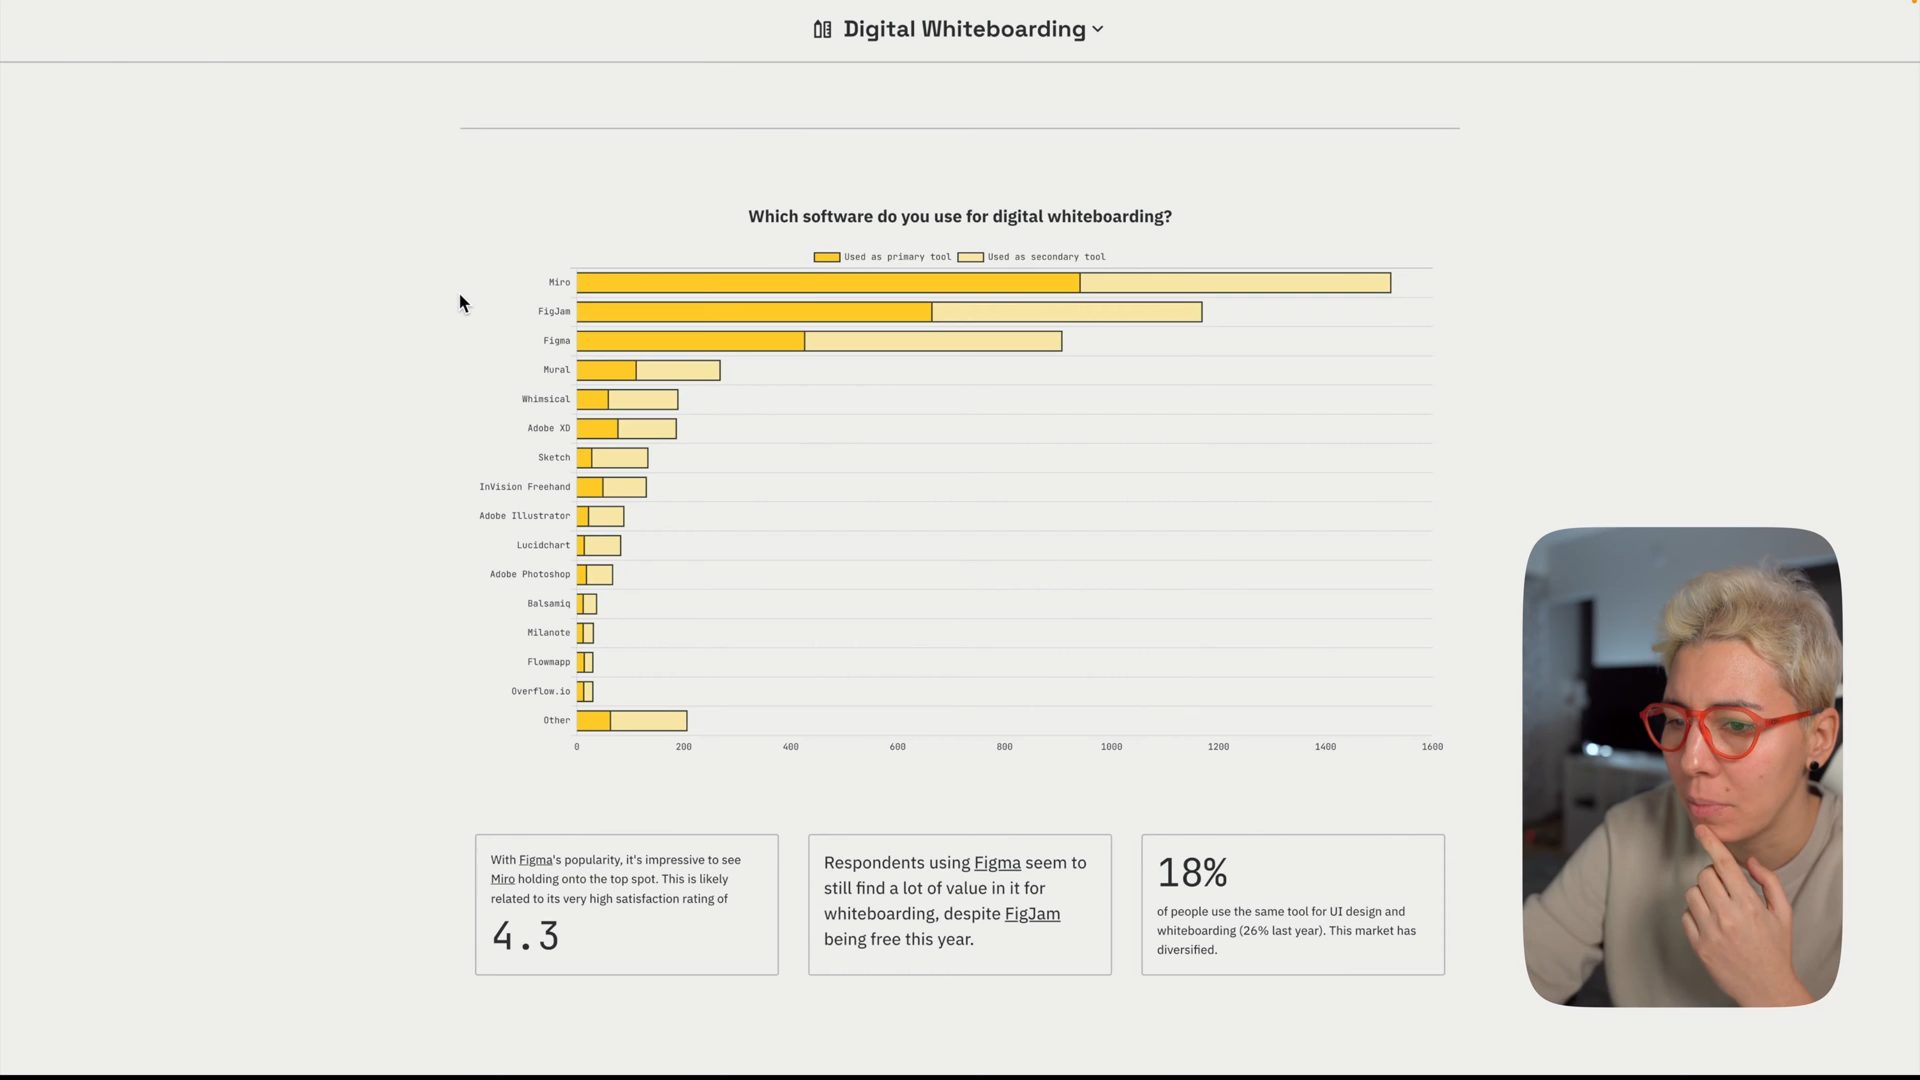 Digital Whiteboarding
Which software do you use for digital whiteboarding?
Used as primary tool Used as secondary tool
Miro
FigJam
Figma
Mural
Whimsical
Adobe XD
Sketch
InVision Freehand
Adobe Illustrator
Lucidchart
Adobe Photoshop
Balsamiq
Milanote
Flowmapp
Overflow.io
Other
0 200 400 600 800 1000 1200 1400 1600
With Figma's popularity, it's impressive to see
Miro holding onto the top spot. This is likely
related to its very high satisfaction rating of
4.3
Respondents using Figma seem to
still find a lot of value in it for
whiteboarding, despite FigJam
being free this year.
18%
of people use the same tool for UI design and
whiteboarding (26% last year). This market has
diversified.